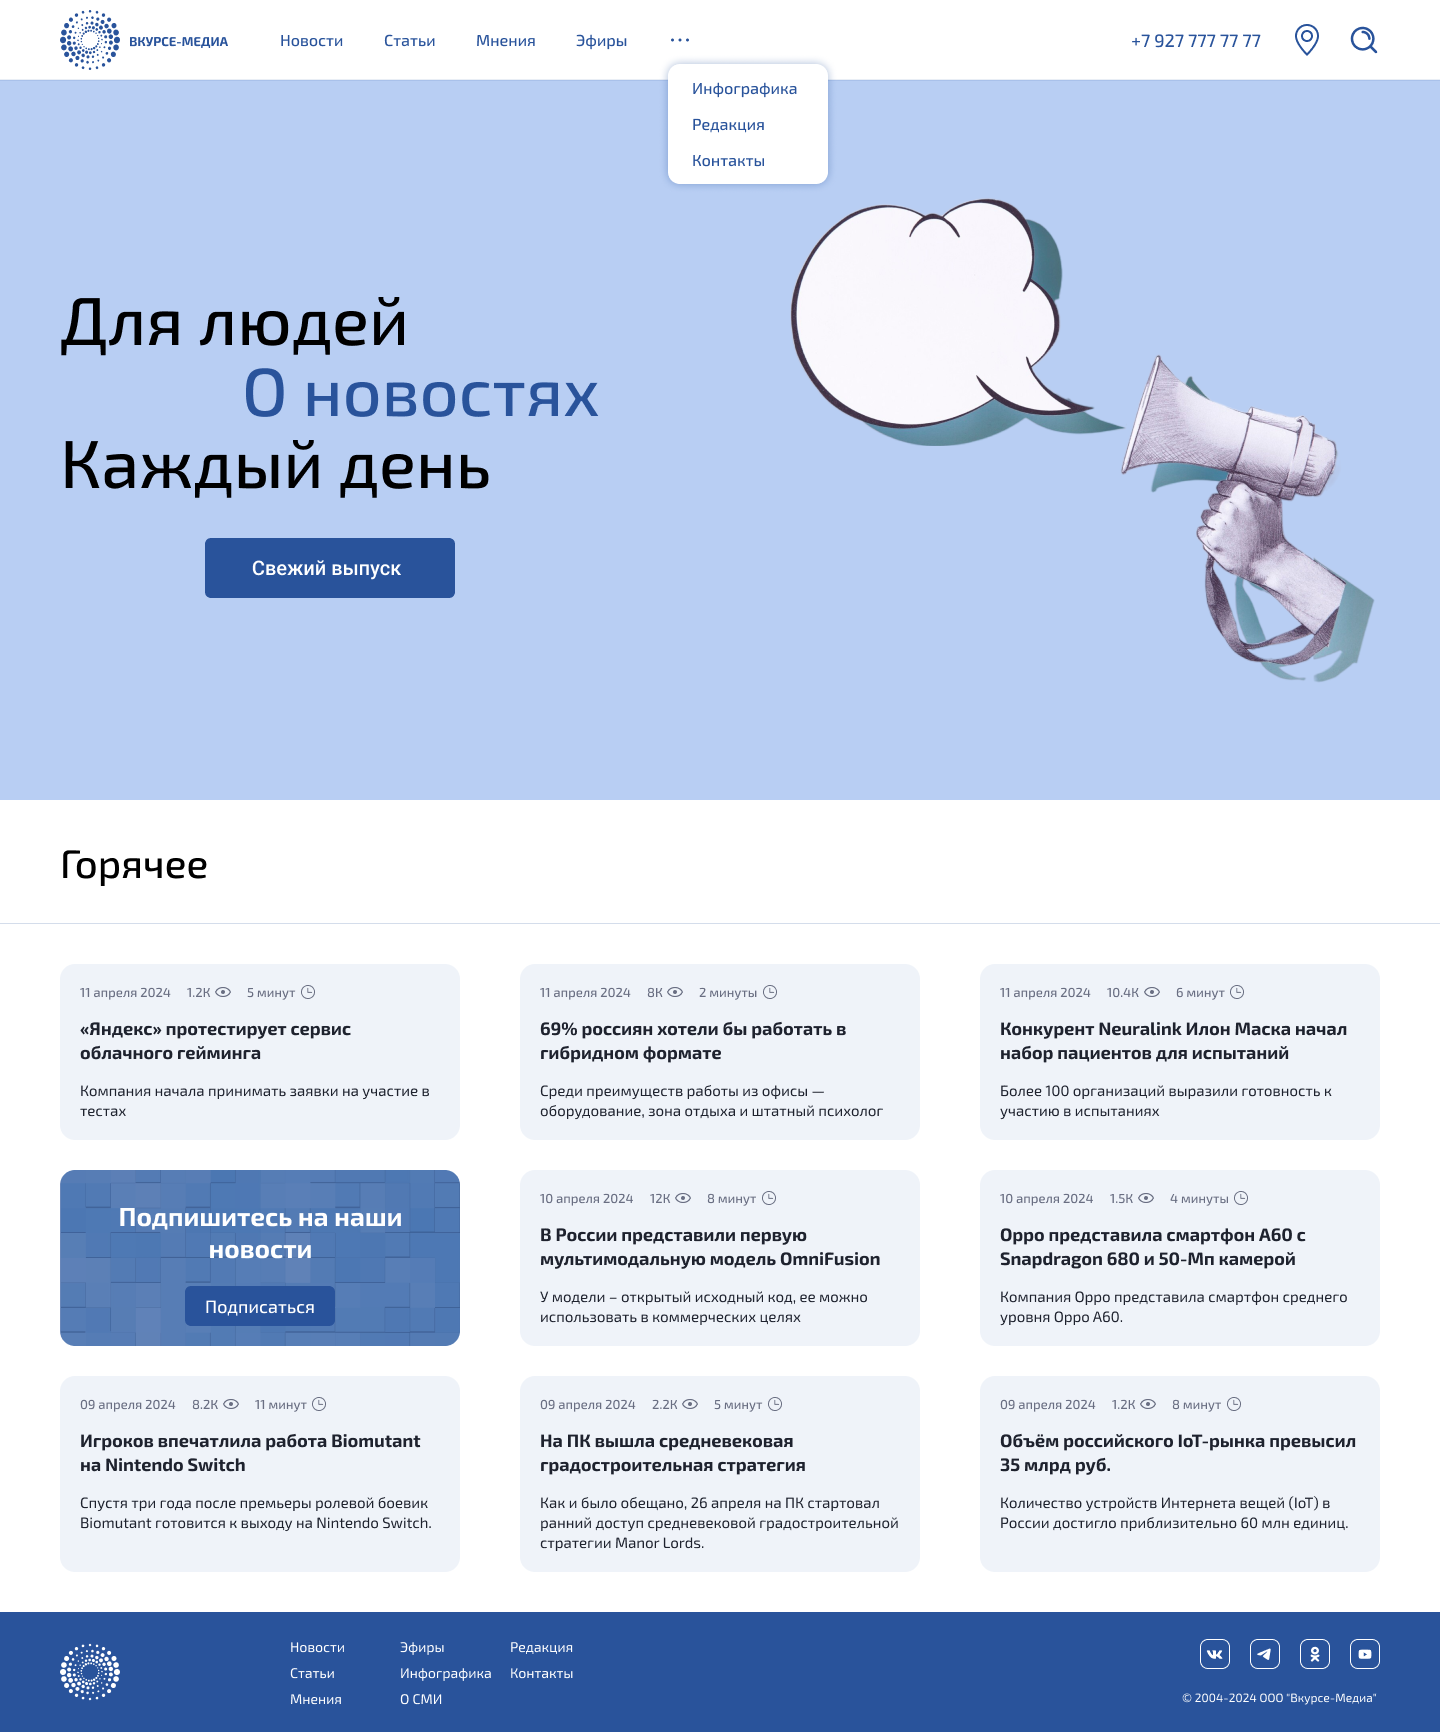 ВКУРСЕ-МЕДИА
Новости
Статьи
Мнения
Эфиры
...
+7 927 777 77 77
Инфографика
Редакция
Контакты
Для людей
О новостях
Каждый день
Свежий выпуск
Горячее
11 апреля 2024 1.2K 5 минут
«Яндекс» протестирует сервис
облачного гейминга
Компания начала принимать заявки на участие в
тестах
11 апреля 2024 8K 2 минуты
69% россиян хотели бы работать в
гибридном формате
Среди преимуществ работы из офисы —
оборудование, зона отдыха и штатный психолог
11 апреля 2024 10.4K 6 минут
Конкурент Neuralink Илон Маска начал
набор пациентов для испытаний
Более 100 организаций выразили готовность к
участию в испытаниях
Подпишитесь на наши
новости
Подписаться
10 апреля 2024 12K 8 минут
В России представили первую
мультимодальную модель OmniFusion
У модели – открытый исходный код, ее можно
использовать в коммерческих целях
10 апреля 2024 1.5K 4 минуты
Oppo представила смартфон A60 с
Snapdragon 680 и 50-Мп камерой
Компания Oppo представила смартфон среднего
уровня Oppo A60.
09 апреля 2024 8.2K 11 минут
Игроков впечатлила работа Biomutant
на Nintendo Switch
Спустя три года после премьеры ролевой боевик
Biomutant готовится к выходу на Nintendo Switch.
09 апреля 2024 2.2K 5 минут
На ПК вышла средневековая
градостроительная стратегия
Как и было обещано, 26 апреля на ПК стартовал
ранний доступ средневековой градостроительной
стратегии Manor Lords.
09 апреля 2024 1.2K 8 минут
Объём российского IoT-рынка превысил
35 млрд руб.
Количество устройств Интернета вещей (IoT) в
России достигло приблизительно 60 млн единиц.
Новости
Статьи
Мнения
Эфиры
Инфографика
О СМИ
Редакция
Контакты
© 2004-2024 ООО "Вкурсе-Медиа"